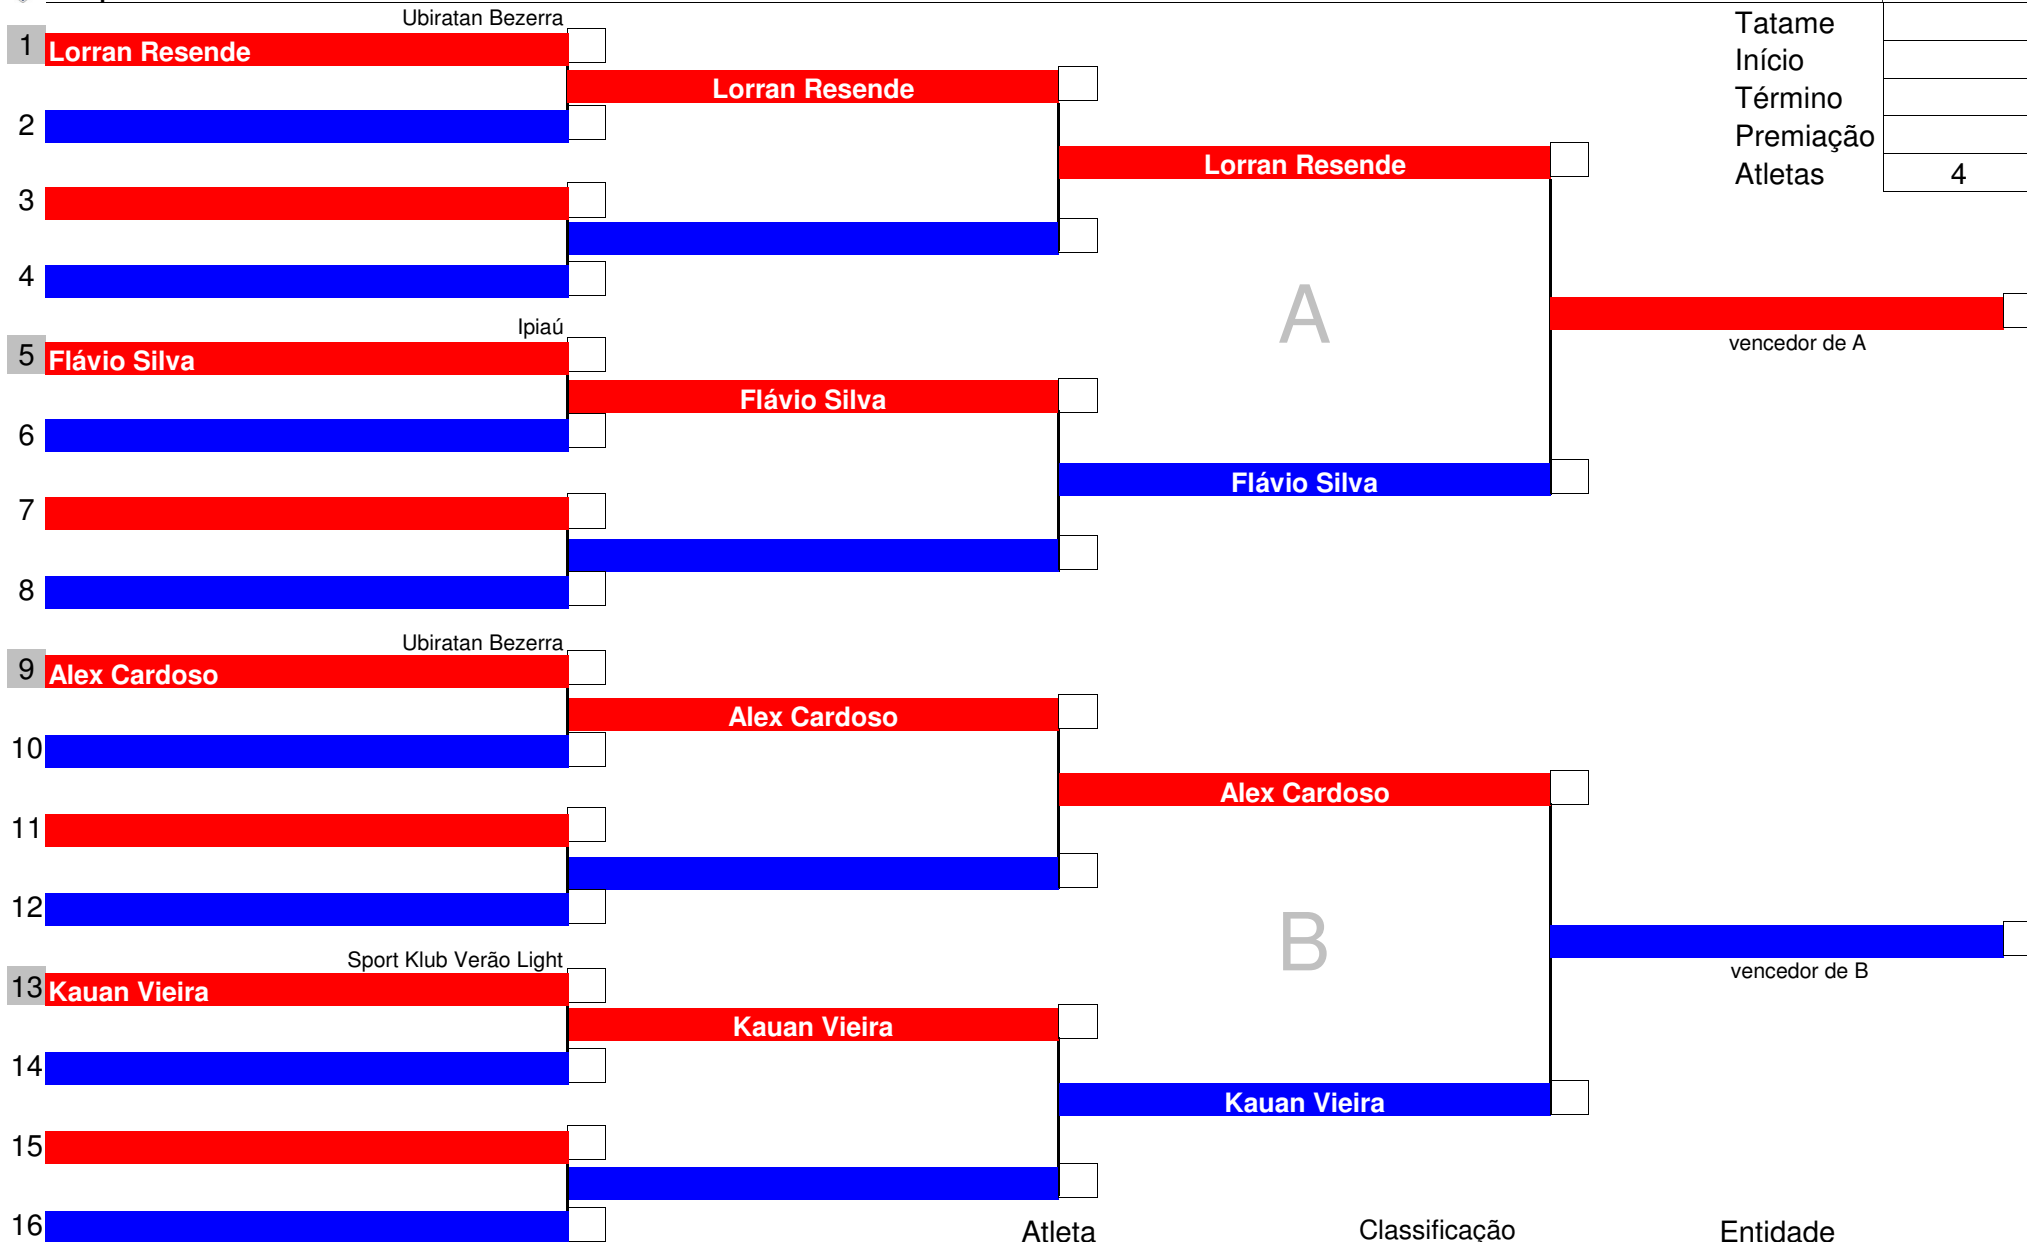 Ubiratan Bezerra
1 Lorran Resende
Lorran Resende
2
Lorran Resende
3
4
Ipiaú
5 Flávio Silva
Flávio Silva
6
Flávio Silva
7
8
A
vencedor de A
Tatame
Início
Término
Premiação
Atletas 4
Ubiratan Bezerra
9 Alex Cardoso
Alex Cardoso
10
Alex Cardoso
11
12
B
vencedor de B
Sport Klub Verão Light
13 Kauan Vieira
Kauan Vieira
14
Kauan Vieira
15
16
Atleta Classificação Entidade